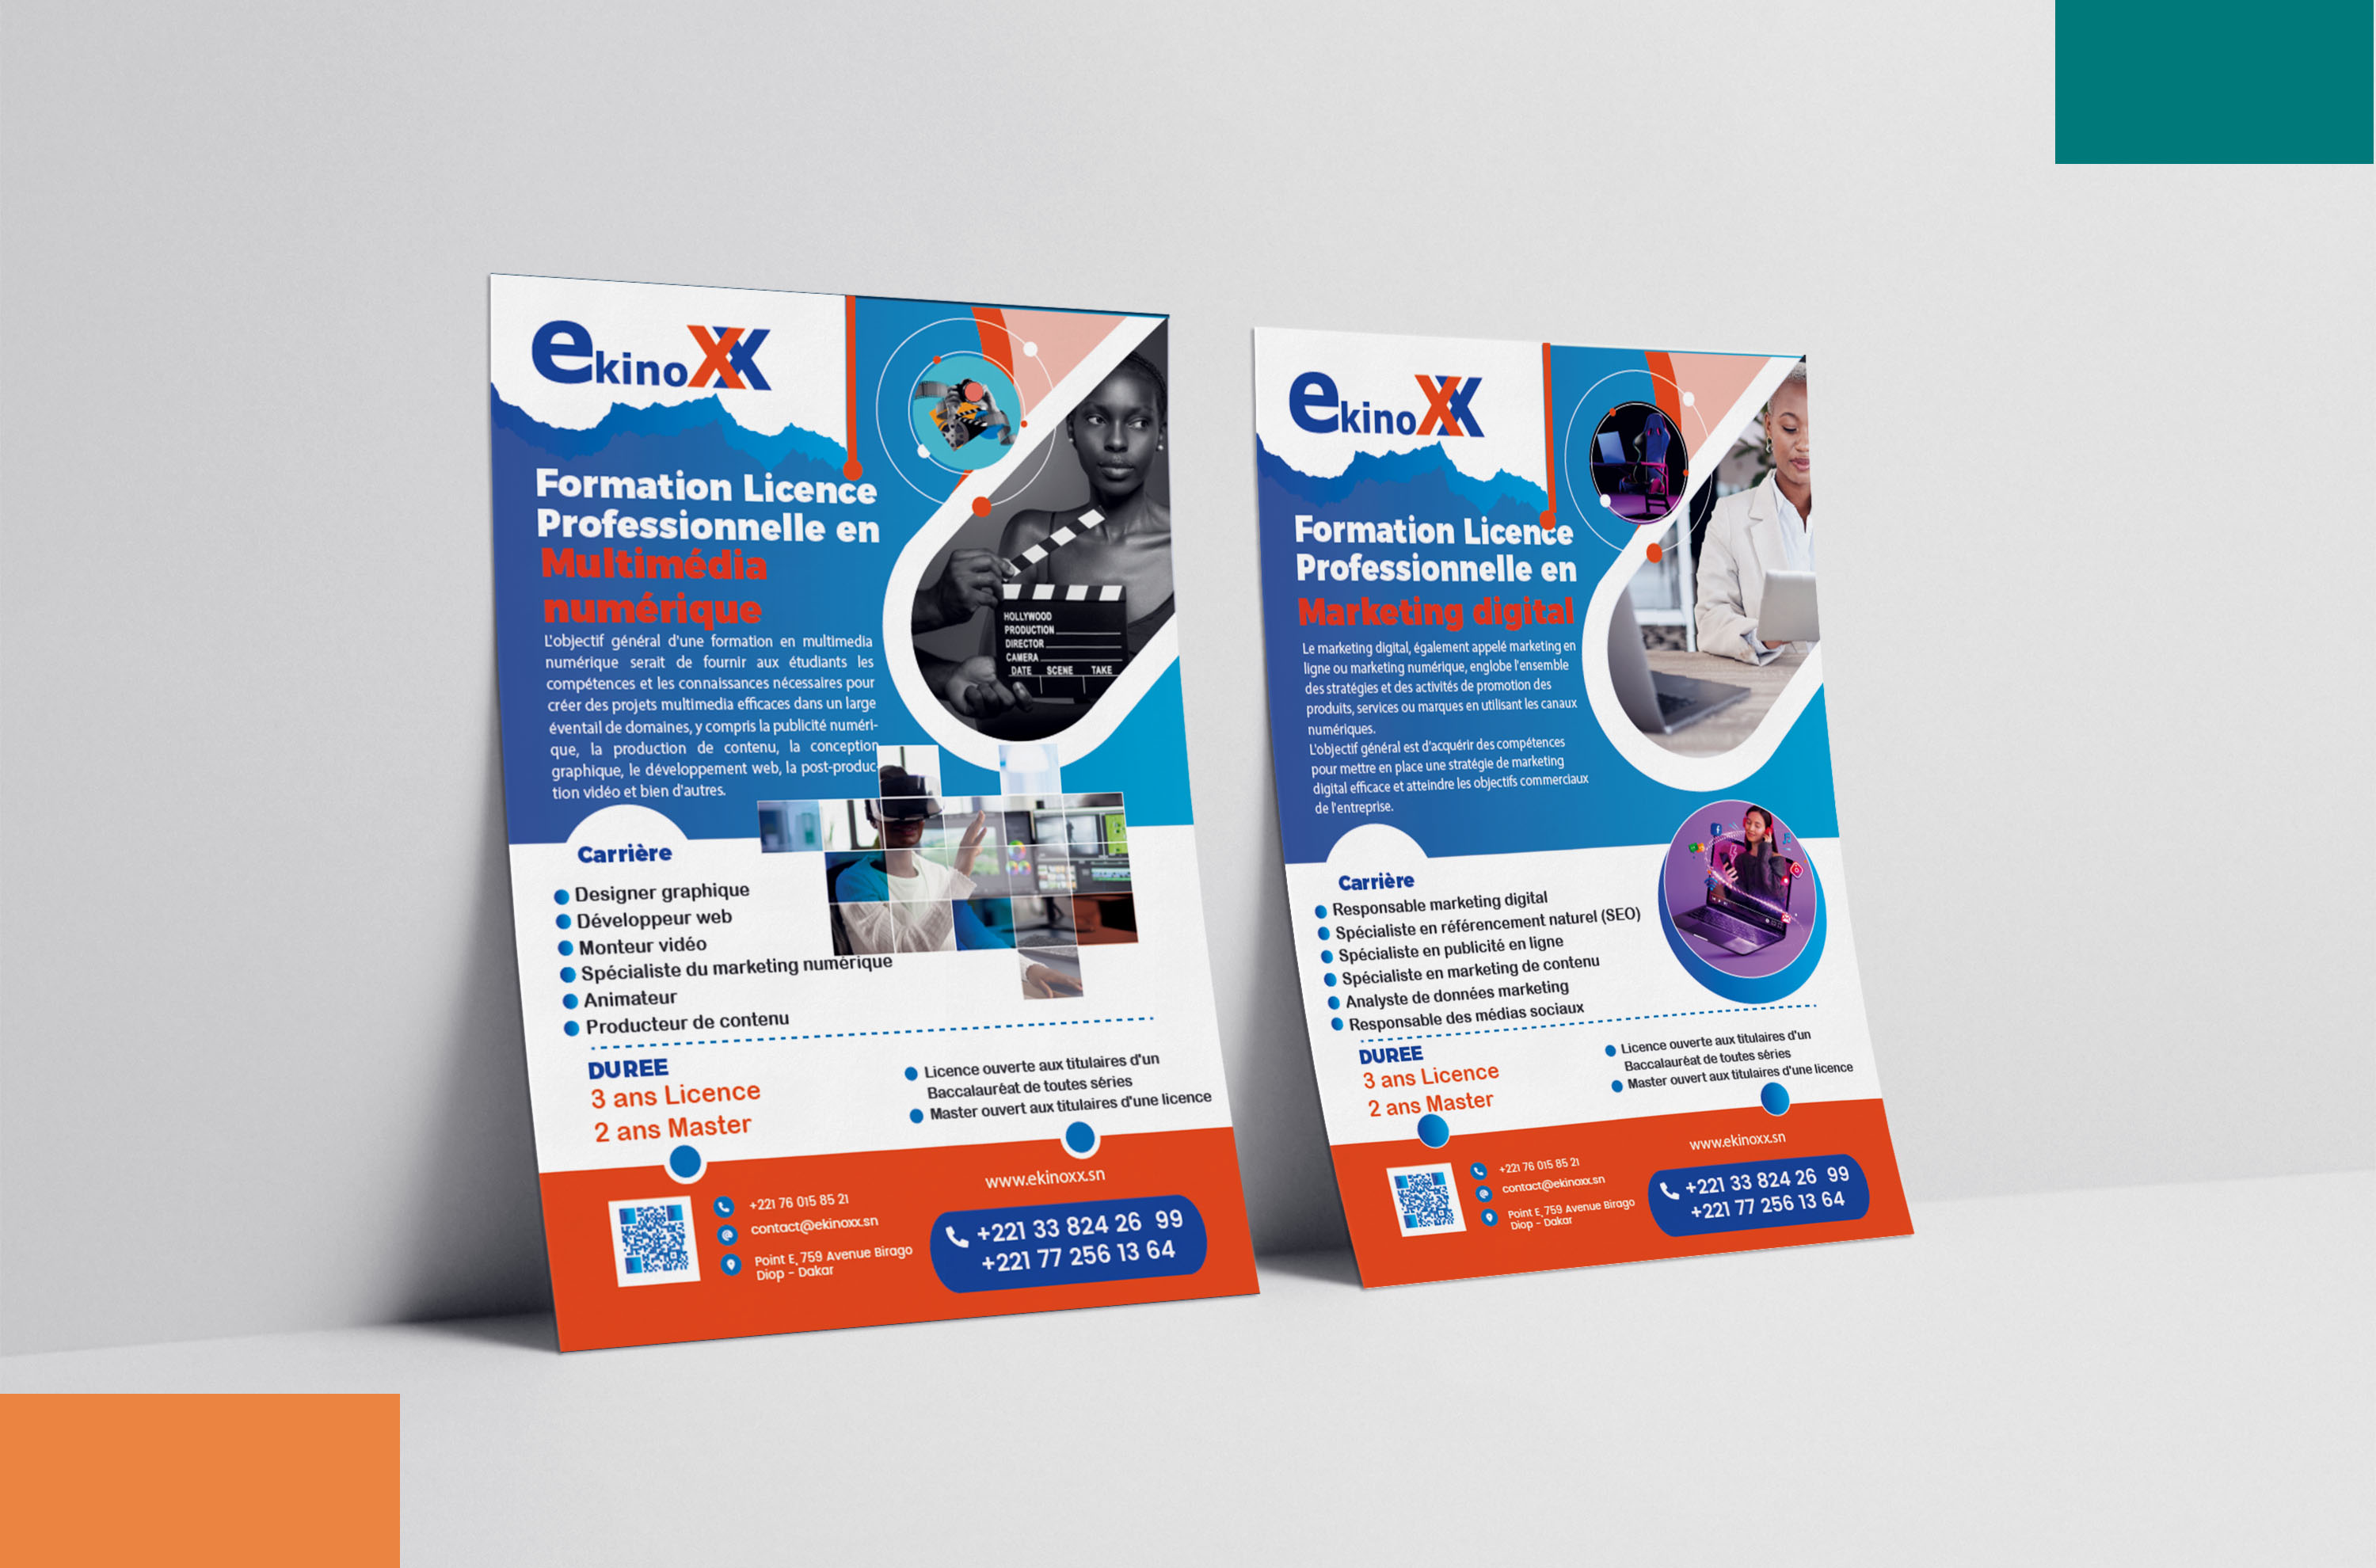 ekinoXX
Formation Licence
Professionnelle en
Multimédia
numérique
L'objectif général d'une formation en multimedia
numérique serait de fournir aux étudiants les
compétences et les connaissances nécessaires pour
créer des projets multimedia efficaces dans un large
éventail de domaines, y compris la publicité numéri-
que, la production de contenu, la conception
graphique, le développement web, la post-produc-
tion vidéo et bien d'autres.
HOLLYWOOD
PRODUCTION
DIRECTOR
CAMERA
DATE SCENE TAKE
Carrière
Designer graphique
Développeur web
Monteur vidéo
Spécialiste du marketing numérique
Animateur
Producteur de contenu
DUREE
3 ans Licence
2 ans Master
Licence ouverte aux titulaires d'un
Baccalauréat de toutes séries
Master ouvert aux titulaires d'une licence
+221 76 015 85 21
contact@ekinoxx.sn
Point E, 759 Avenue Birago
Diop - Dakar
www.ekinoxx.sn
+221 33 824 26 99
+221 77 256 13 64
ekinoXX
Formation Licence
Professionnelle en
Marketing digital
Le marketing digital, également appelé marketing en
ligne ou marketing numérique, englobe l'ensemble
des stratégies et des activités de promotion des
produits, services ou marques en utilisant les canaux
numériques.
L'objectif général est d'acquérir des compétences
pour mettre en place une stratégie de marketing
digital efficace et atteindre les objectifs commerciaux
de l'entreprise.
Carrière
Responsable marketing digital
Spécialiste en référencement naturel (SEO)
Spécialiste en publicité en ligne
Spécialiste en marketing de contenu
Analyste de données marketing
Responsable des médias sociaux
DUREE
3 ans Licence
2 ans Master
Licence ouverte aux titulaires d'un
Baccalauréat de toutes séries
Master ouvert aux titulaires d'une licence
+221 76 015 85 21
contact@ekinoxx.sn
Point E, 759 Avenue Birago
Diop - Dakar
www.ekinoxx.sn
+221 33 824 26 99
+221 77 256 13 64